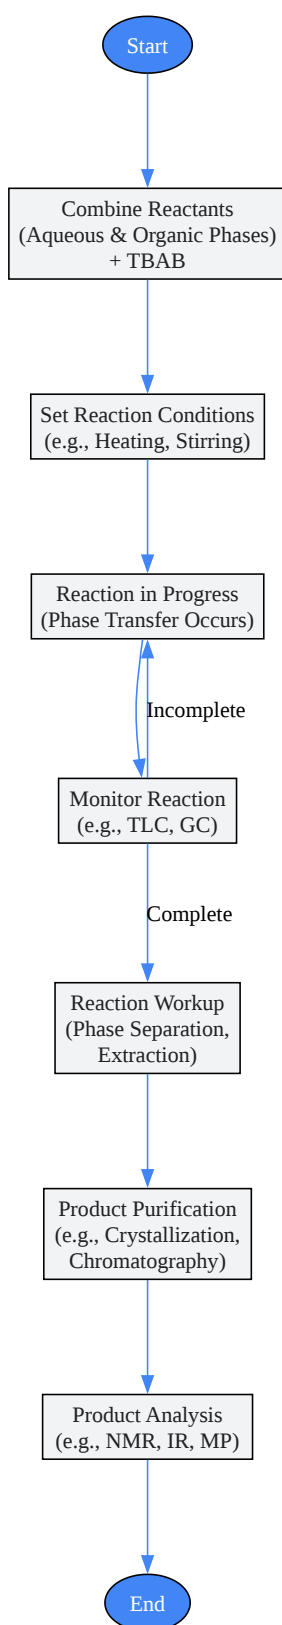 Start
Combine Reactants
(Aqueous & Organic Phases)
+ TBAB
Set Reaction Conditions
(e.g., Heating, Stirring)
Reaction in Progress
(Phase Transfer Occurs)
Incomplete
Monitor Reaction
(e.g., TLC, GC)
Complete
Reaction Workup
(Phase Separation,
Extraction)
Product Purification
(e.g., Crystallization,
Chromatography)
Product Analysis
(e.g., NMR, IR, MP)
End